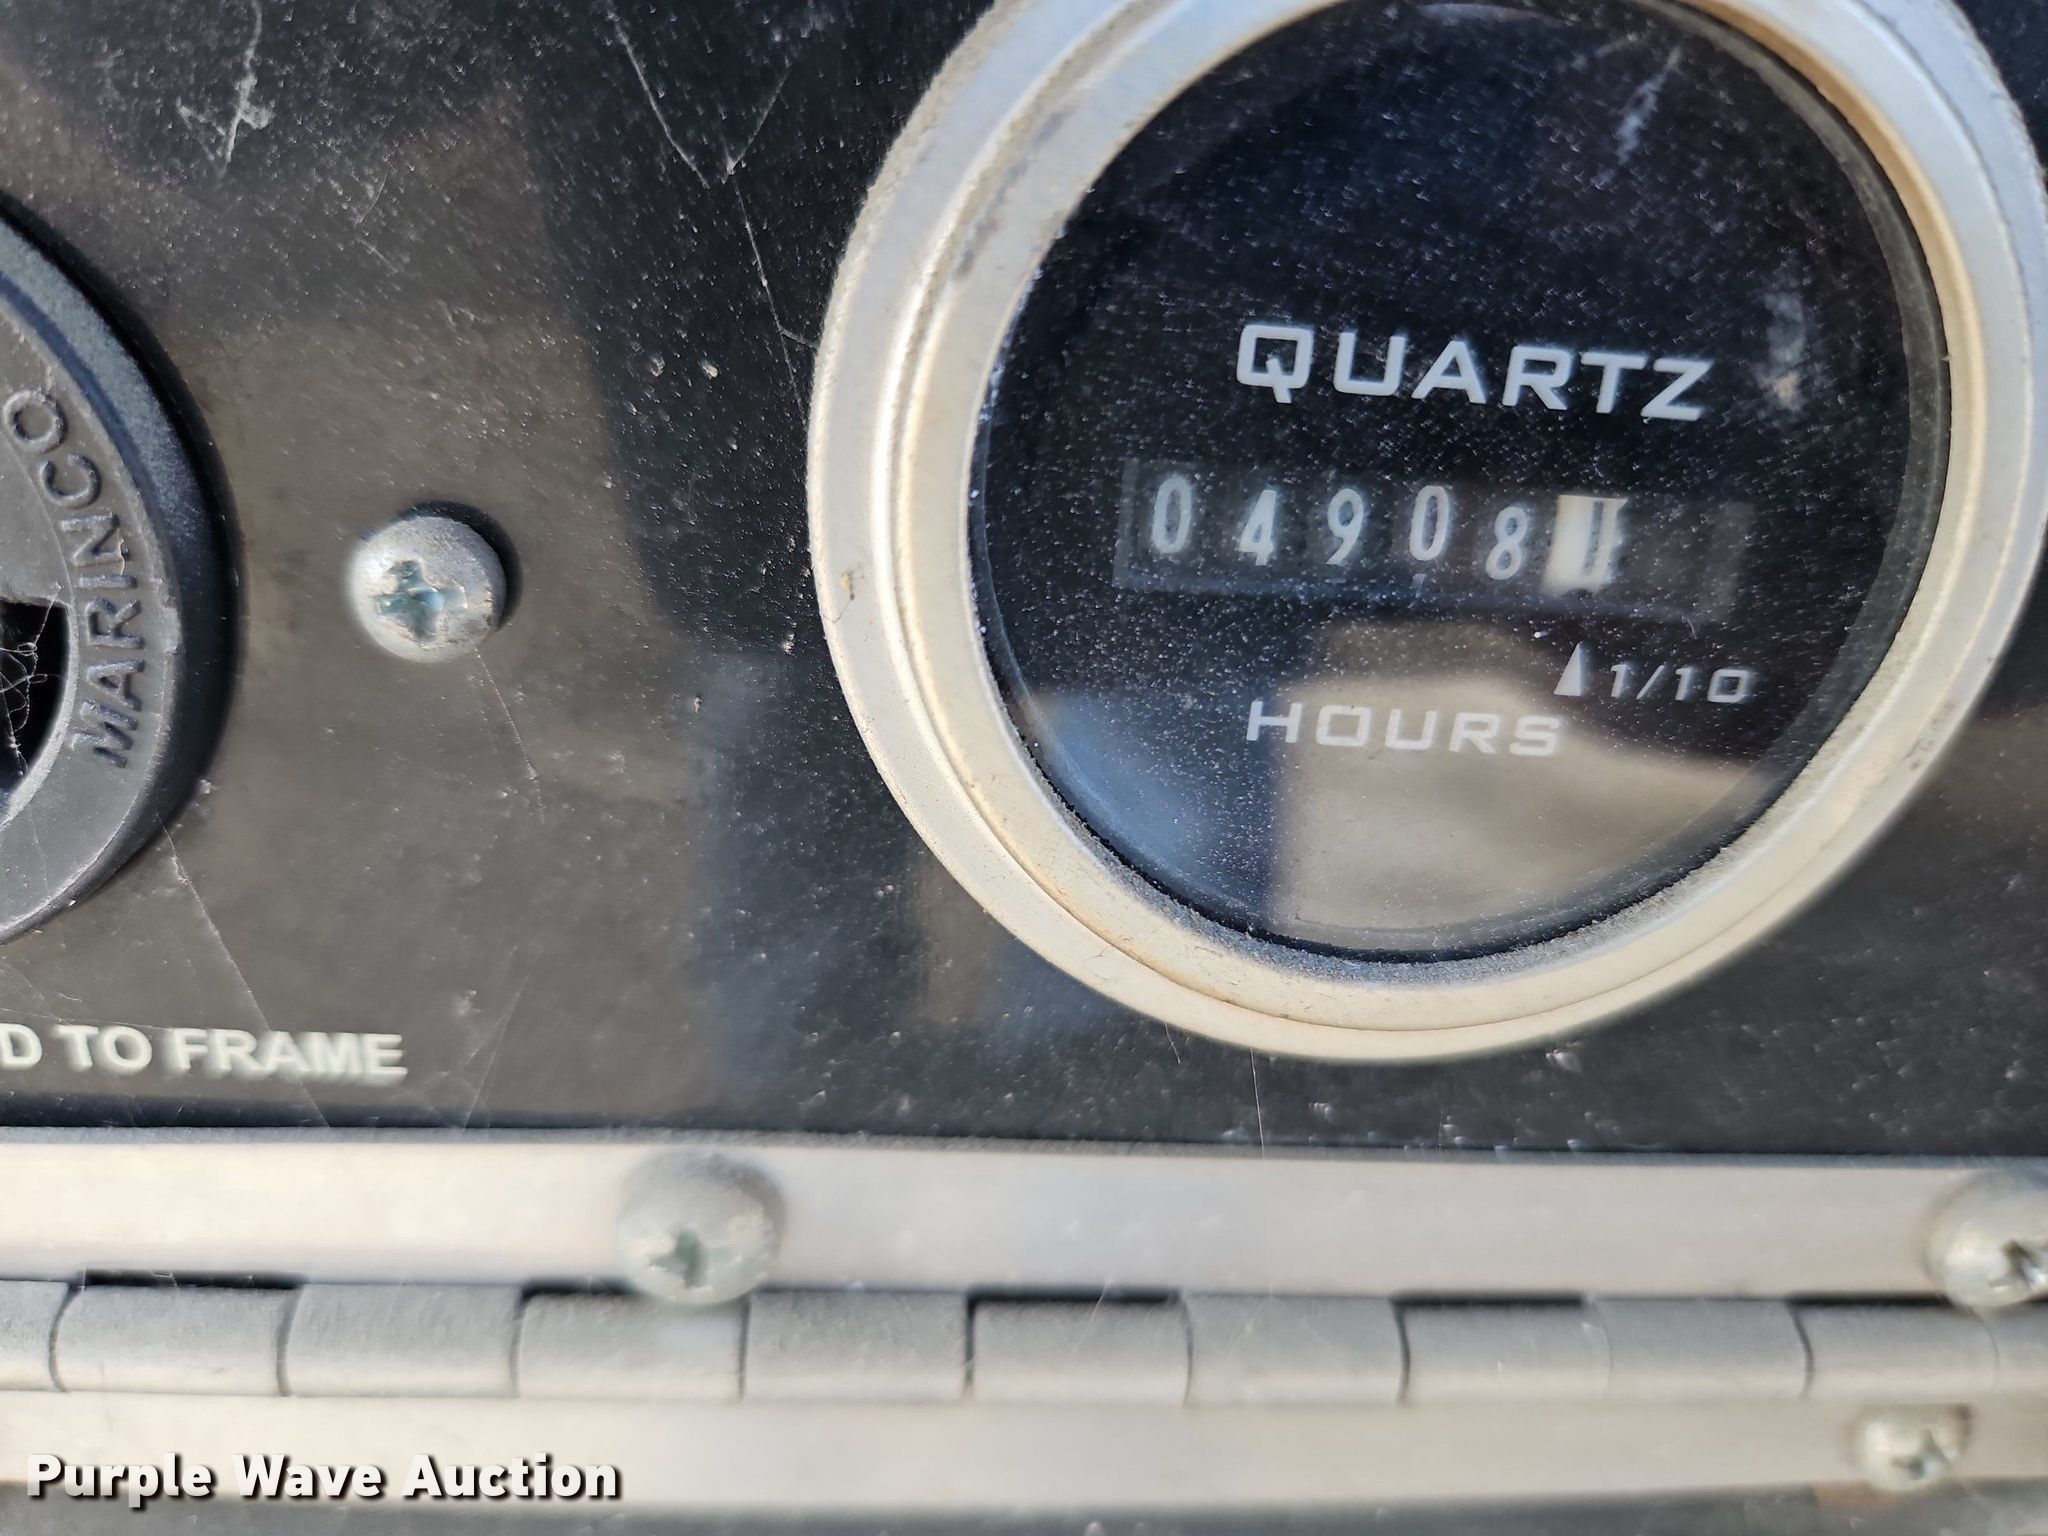 QUARTZ
MARINCO
04908
1/10
HOURS
D TO FRAME
Purple Wave Auction